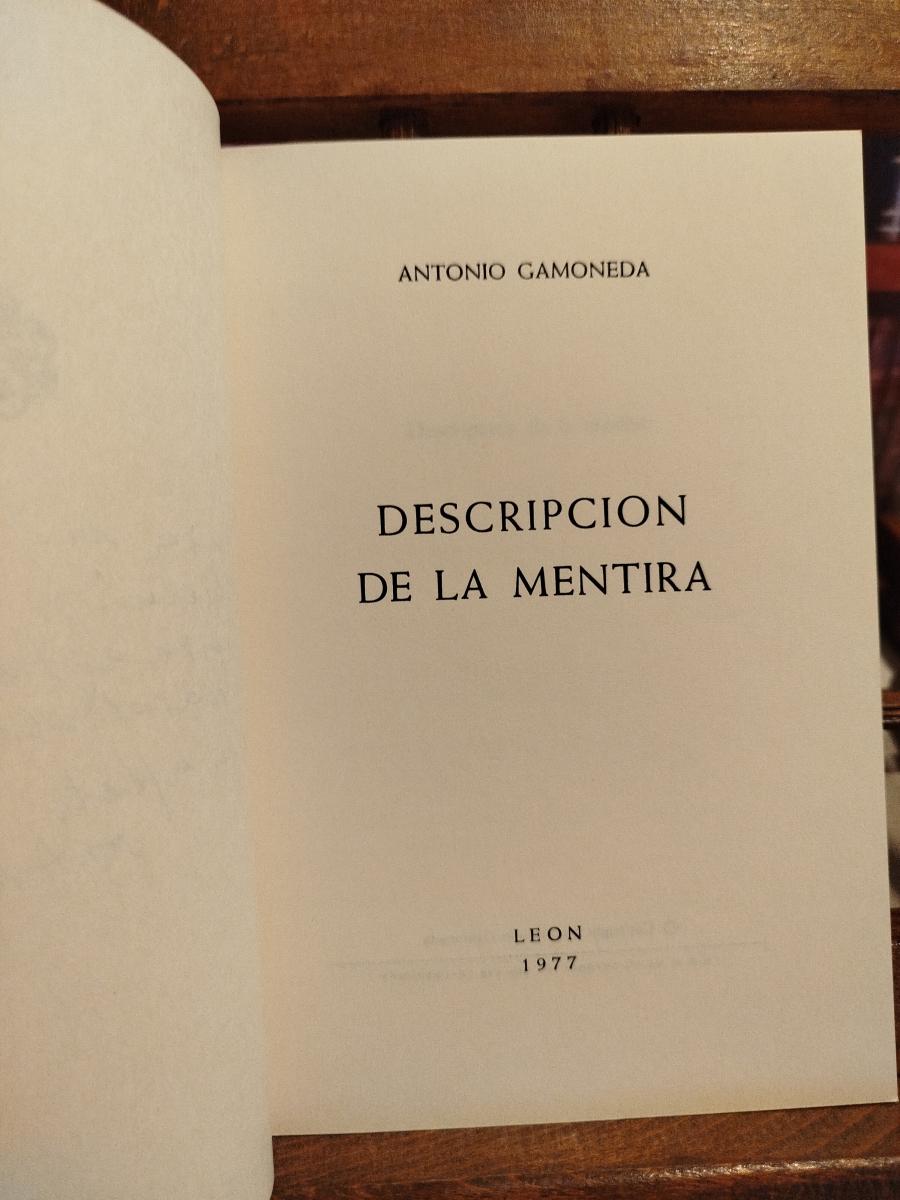 ANTONIO GAMONEDA
DESCRIPCION
DE LA MENTIRA
LEON
1977